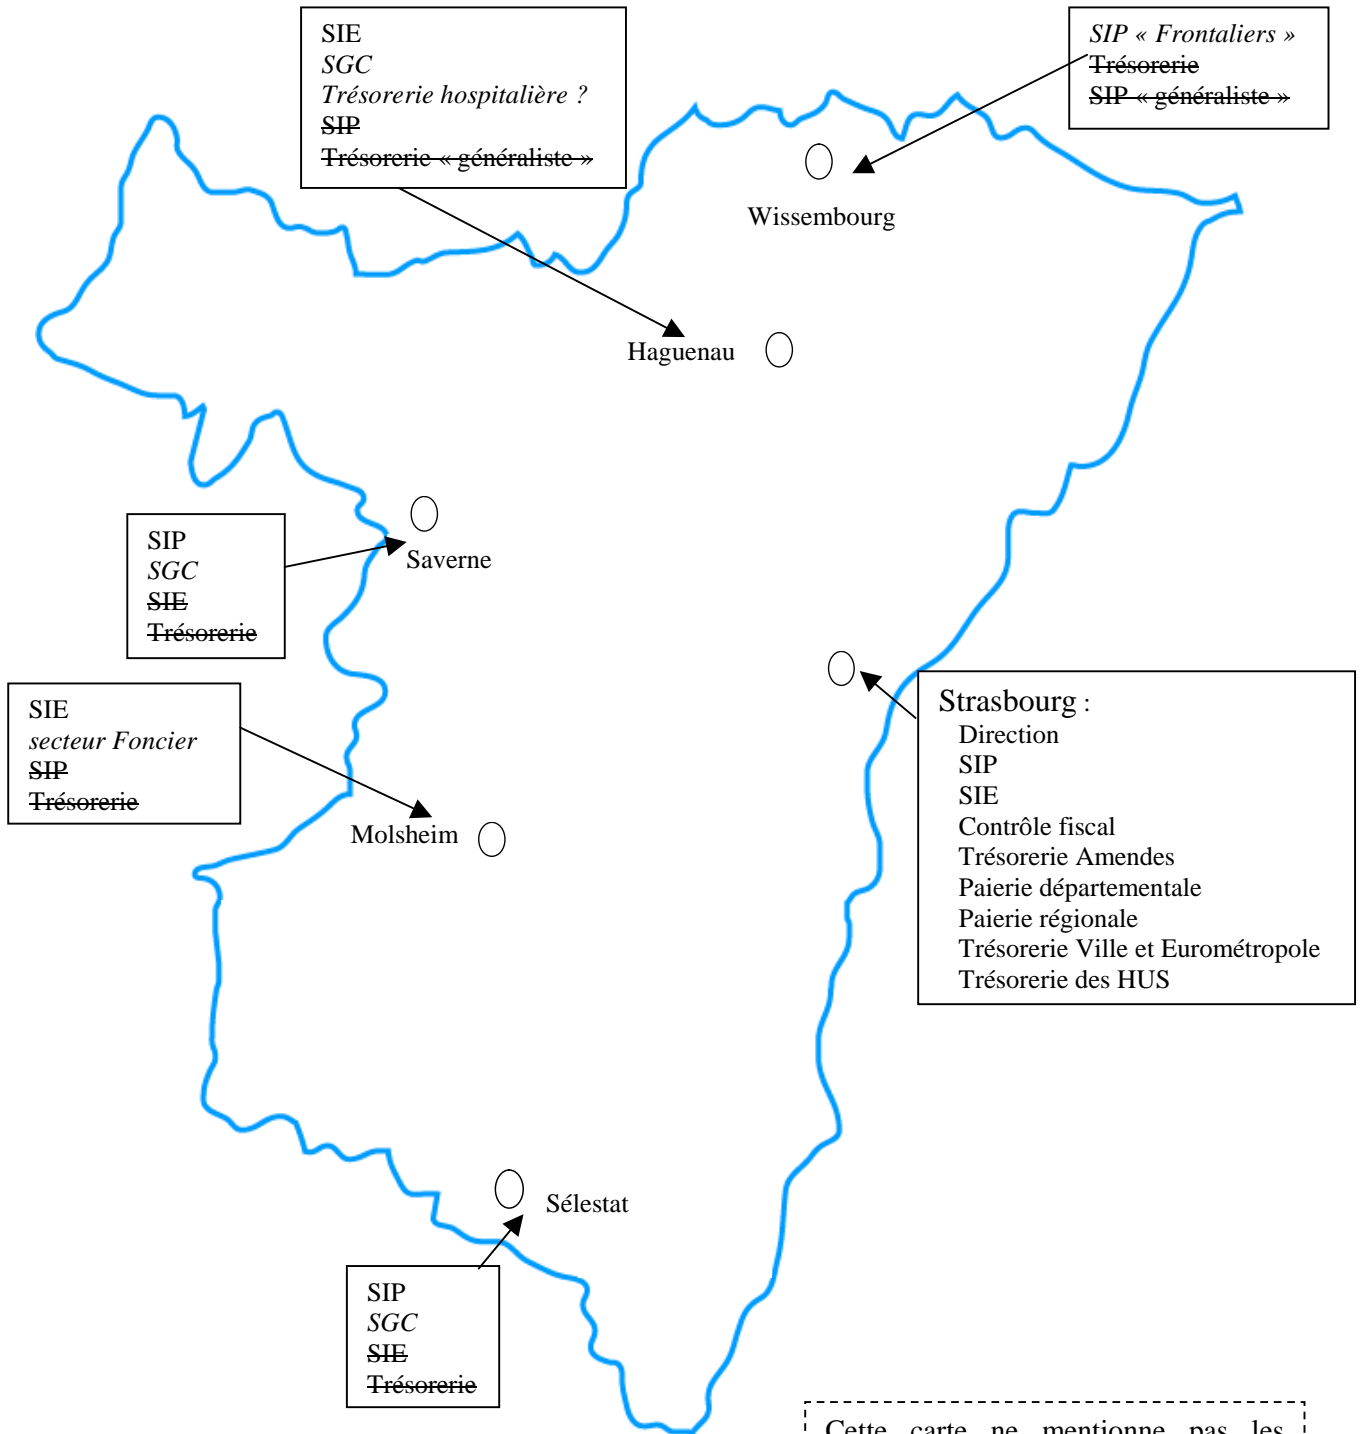 SIE
SGC
Trésorerie hospitalière ?
SIP
Trésorerie « généraliste »
SIP « Frontaliers »
Trésorerie
SIP « généraliste »
Wissembourg
Haguenau
Saverne
SIP
SGC
SIE
Trésorerie
SIE
secteur Foncier
SIP
Trésorerie
Molsheim
Strasbourg :
Direction
SIP
SIE
Contrôle fiscal
Trésorerie Amendes
Paierie départementale
Paierie régionale
Trésorerie Ville et Eurométropole
Trésorerie des HUS
Sélestat
SIP
SGC
SIE
Trésorerie
Cette carte ne mentionne pas les